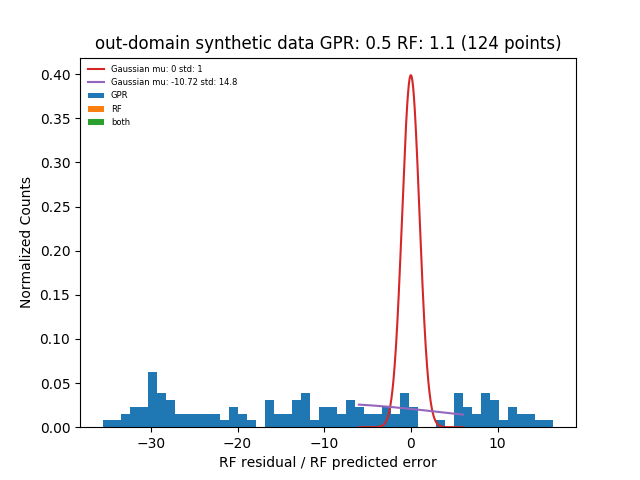 out-domain synthetic data GPR: 0.5 RF: 1.1 (124 points)
Gaussian mu: 0 std: 1
Gaussian mu: -10.72 std: 14.8
GPR
RF
both
0.40
0.35
0.30
0.25
0.20
0.15
0.10
0.05
0.00
Normalized Counts
−30 −20 −10 0 10
RF residual / RF predicted error